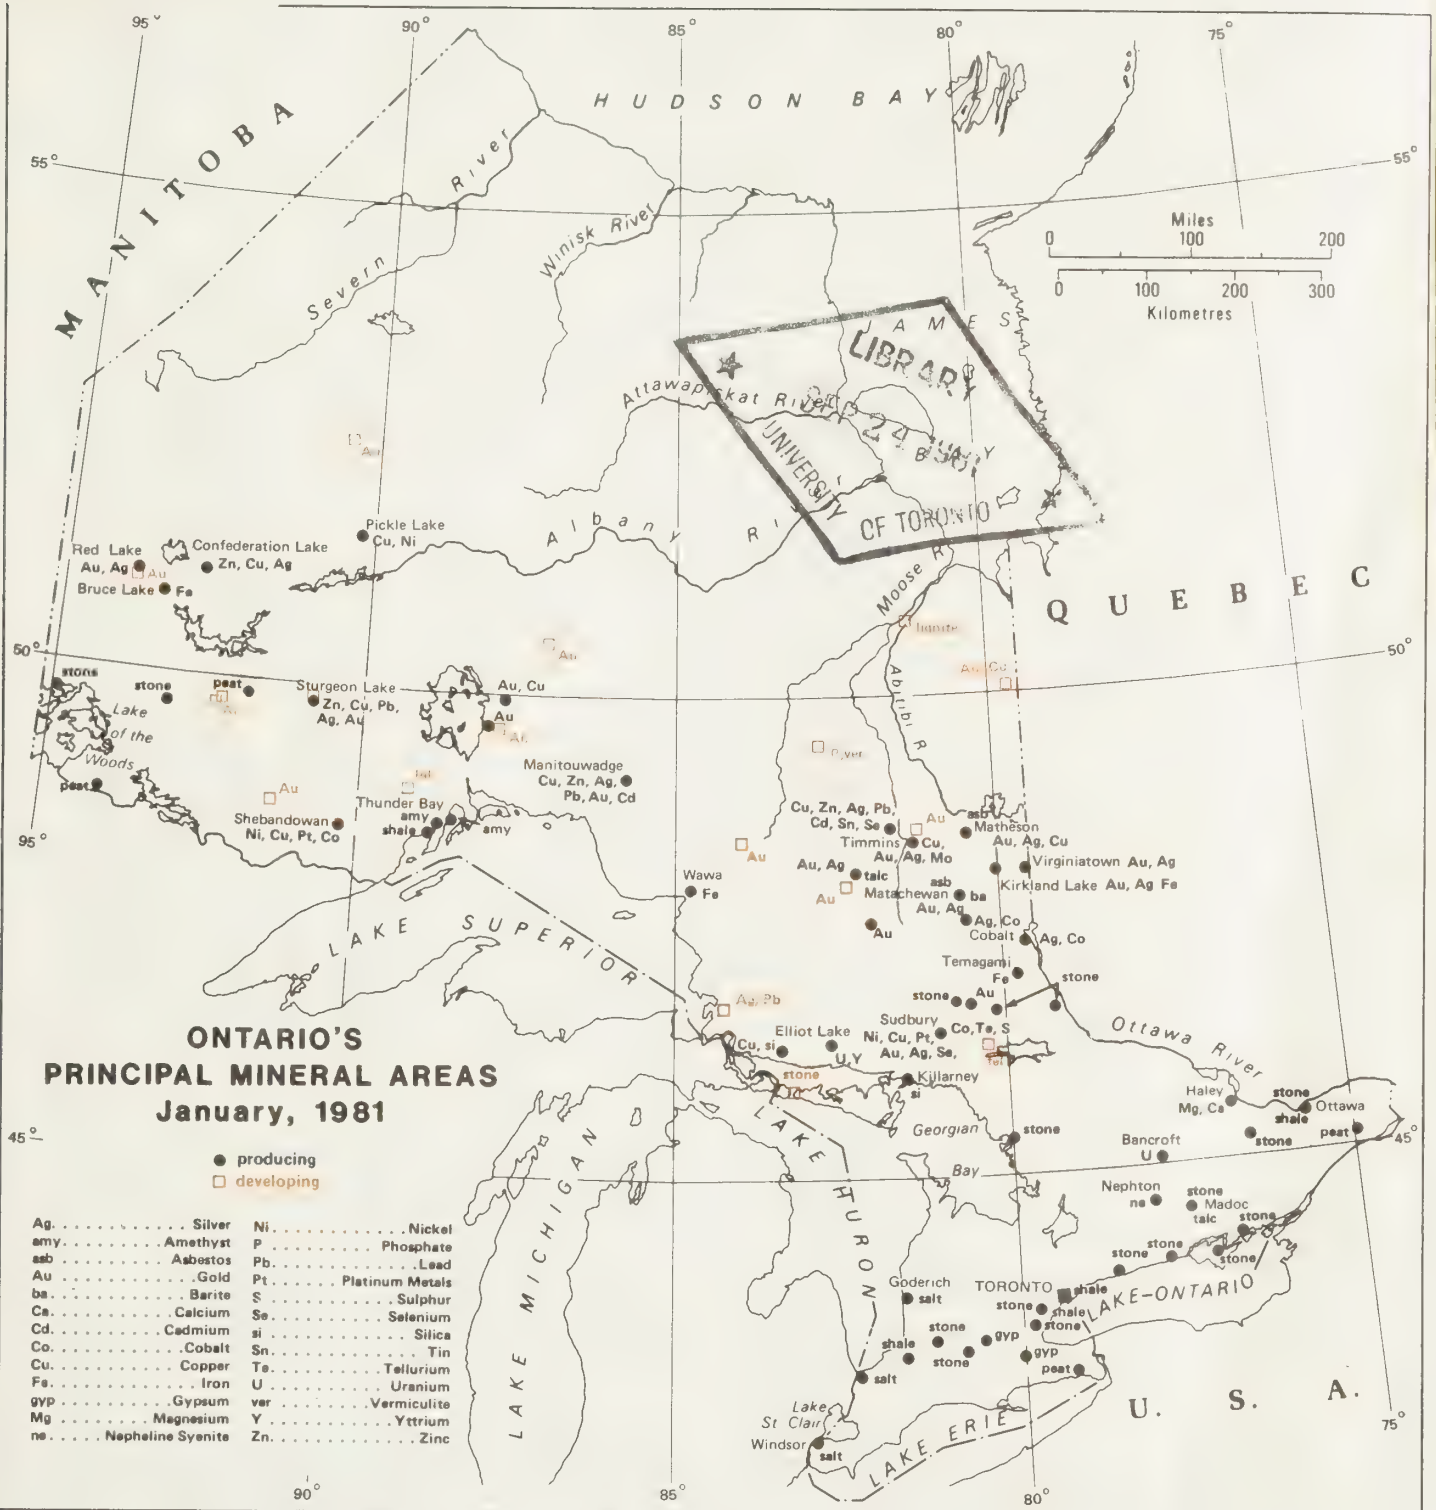 95°
90°
85°
80°
75°
HUDSON BAY
MANITOBA
55°
55°
Severn River
Winisk River
Miles
0 100 200
0 100 200 300
Kilometres
JAMES
BAY
LIBRARY
SEP 24
UNIVERSITY
OF TORONTO
Attawapiskat River
Albany R
Moose R
Abitibi R
QUEBEC
Au
Pickle Lake
Cu, Ni
Red Lake
Au, Ag
Au
Confederation Lake
Zn, Cu, Ag
Bruce Lake
Fe
lignite
50°
50°
stone
stone
peat
Lake
of the
Woods
Sturgeon Lake
Zn, Cu, Pb,
Ag, Au
Au
Au, Cu
Au
Au, Cu
peat
Au
Shebandowan
Ni, Cu, Pt, Co
Thunder Bay
amy
shale
amy
Manitouwadge
Cu, Zn, Ag,
Pb, Au, Cd
95°
P, ver
Cu, Zn, Ag, Pb,
Cd, Sn, Se
Au
asb
Matheson
Au, Ag, Cu
Timmins
Cu,
Au, Ag, Mo
Au
Au, Ag
talc
Virginiatown Au, Ag
Kirkland Lake Au, Ag Fe
Wawa
Fe
Au
asb
Matachewan
ba
Au, Ag
Au
Ag, Co
Cobalt
Ag, Co
Temagami
Fe
stone
stone
Au
LAKE SUPERIOR
Ag, Pb
Cu, si
Elliot Lake
U,Y
Sudbury
Co, Te, S
Ni, Cu, Pt,
Au, Ag, Se,
Killarney
si
stone
Ottawa River
Haley
Mg, Ca
stone
shale
Ottawa
peat
stone
45°
45°
ONTARIO'S
PRINCIPAL MINERAL AREAS
January, 1981
producing
developing
Georgian
Bay
stone
Bancroft
U
Nephton
ne
stone
Madoc
talc
stone
stone
stone
stone
LAKE HURON
LAKE MICHIGAN
Goderich
salt
TORONTO
shale
stone
shale
stone
LAKE-ONTARIO
stone
gyp
shale
stone
gyp
salt
peat
Lake
St Clair
Windsor
salt
LAKE ERIE
U. S. A.
75°
Ag. . . . . . . . . . . . Silver
amy . . . . . . . . . Amethyst
asb . . . . . . . . . Asbestos
Au . . . . . . . . . . . . Gold
ba. . . . . . . . . . . . Barite
Ca. . . . . . . . . . Calcium
Cd. . . . . . . . . Cadmium
Co. . . . . . . . . . . Cobalt
Cu. . . . . . . . . . . Copper
Fe. . . . . . . . . . . . . Iron
gyp . . . . . . . . . Gypsum
Mg . . . . . . . Magnesium
ne. . . . . Nepheline Syenite
Ni. . . . . . . . . . . . Nickel
P . . . . . . . . . . Phosphate
Pb. . . . . . . . . . . . . Lead
Pt . . . . . . Platinum Metals
S . . . . . . . . . . . Sulphur
Se. . . . . . . . . . Selenium
si . . . . . . . . . . . . Silica
Sn. . . . . . . . . . . . . Tin
Te. . . . . . . . . . Tellurium
U . . . . . . . . . . Uranium
ver . . . . . . . . . Vermiculite
Y . . . . . . . . . . . Yttrium
Zn. . . . . . . . . . . . . Zinc
90°
85°
80°